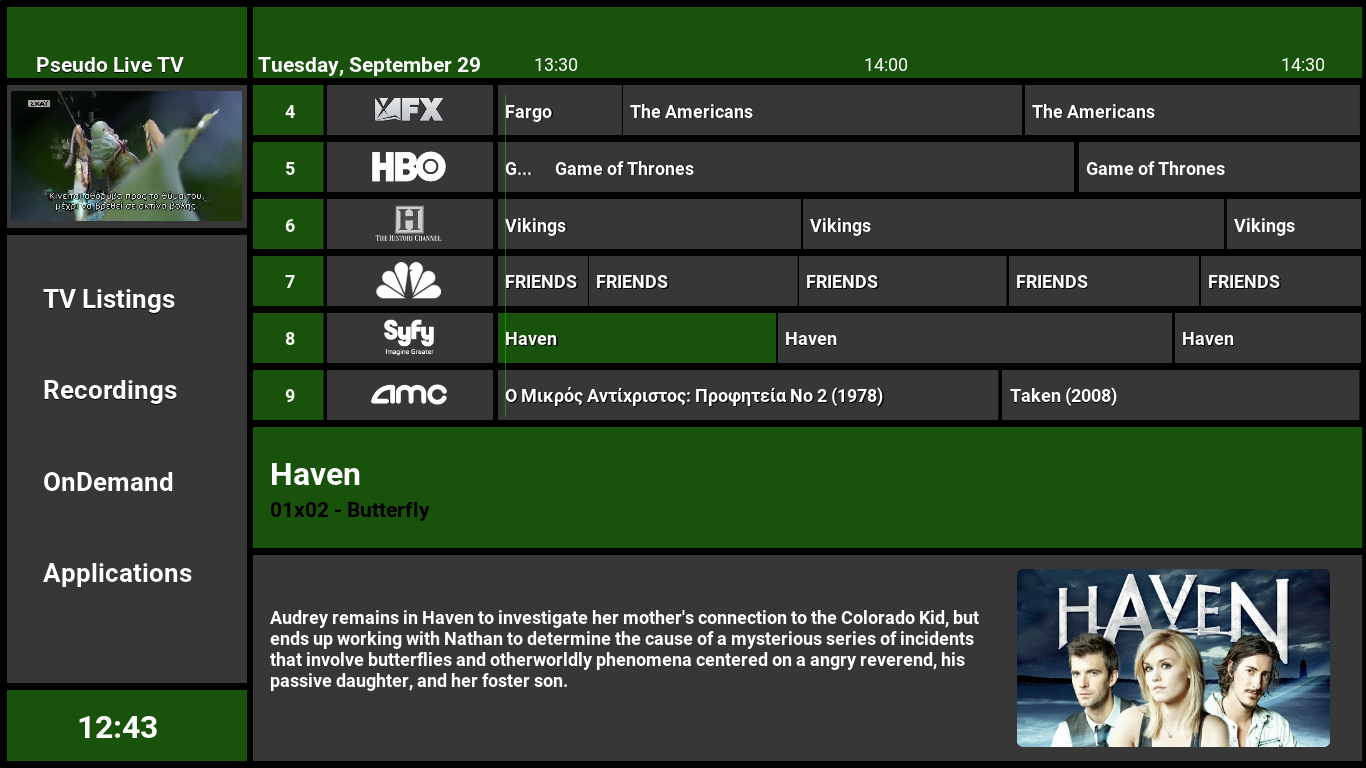 Pseudo Live TV
Tuesday, September 29 13:30 14:00 14:30
ΣΚΑΪ
Κινείται αθόρυβα προς το θύμα του,
μέχρι να βρεθεί σε ακτίνα βολής.
4 FX Fargo The Americans The Americans
5 HBO G... Game of Thrones Game of Thrones
6 H THE HISTORY CHANNEL Vikings Vikings Vikings
7 FRIENDS FRIENDS FRIENDS FRIENDS FRIENDS
8 Syfy Imagine Greater Haven Haven Haven
9 amc Ο Μικρός Αντίχριστος: Προφητεία Νο 2 (1978) Taken (2008)
TV Listings
Recordings
OnDemand
Applications
12:43
Haven
01x02 - Butterfly
Audrey remains in Haven to investigate her mother's connection to the Colorado Kid, but
ends up working with Nathan to determine the cause of a mysterious series of incidents
that involve butterflies and otherworldly phenomena centered on a angry reverend, his
passive daughter, and her foster son.
HAVEN